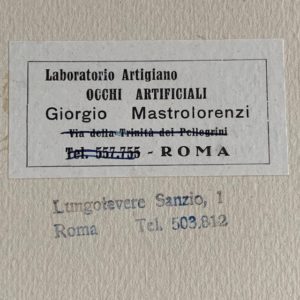 Laboratorio Artigiano
OCCHI ARTIFICIALI
Giorgio Mastrolorenzi
Via della Trinità dei Pellegrini
Tel. 557.755 - ROMA
Lungotevere Sanzio, 1
Roma Tel. 503.812